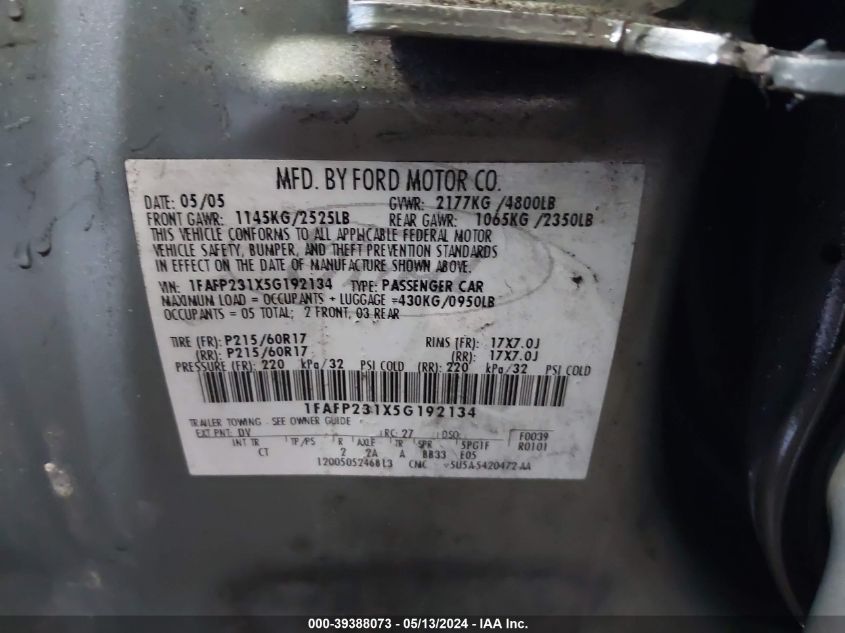 MFD. BY FORD MOTOR CO.
DATE: 05/05 GVWR: 2177KG /4800LB
FRONT GAWR: 1145KG/2525LB REAR GAWR: 1065KG /2350LB
THIS VEHICLE CONFORMS TO ALL APPLICABLE FEDERAL MOTOR
VEHICLE SAFETY, BUMPER, AND THEFT PREVENTION STANDARDS
IN EFFECT ON THE DATE OF MANUFACTURE SHOWN ABOVE.
VIN: 1FAFP231X5G192134 TYPE: PASSENGER CAR
MAXIMUM LOAD = OCCUPANTS + LUGGAGE =430KG/0950LB
OCCUPANTS = 05 TOTAL; 2 FRONT, 03 REAR
TIRE (FR): P215/60R17 RIMS (FR): 17X7.0J
(RR): P215/60R17 (RR): 17X7.0J
PRESSURE (FR): 220 kPa/32 PSI COLD (RR): 220 kPa/32 PSI COLD
1FAFP231X5G192134
TRAILER TOWING - SEE OWNER GUIDE
EXT PNT: DV RC: 27 DSO: F0039
INT TR TP/PS R AXLE TR SPR 5PG1F R0101
CT 2 2A A BB33 E05
12005052468L3 CMC 5U5A-5420472-AA
000-39388073 - 05/13/2024 - IAA Inc.